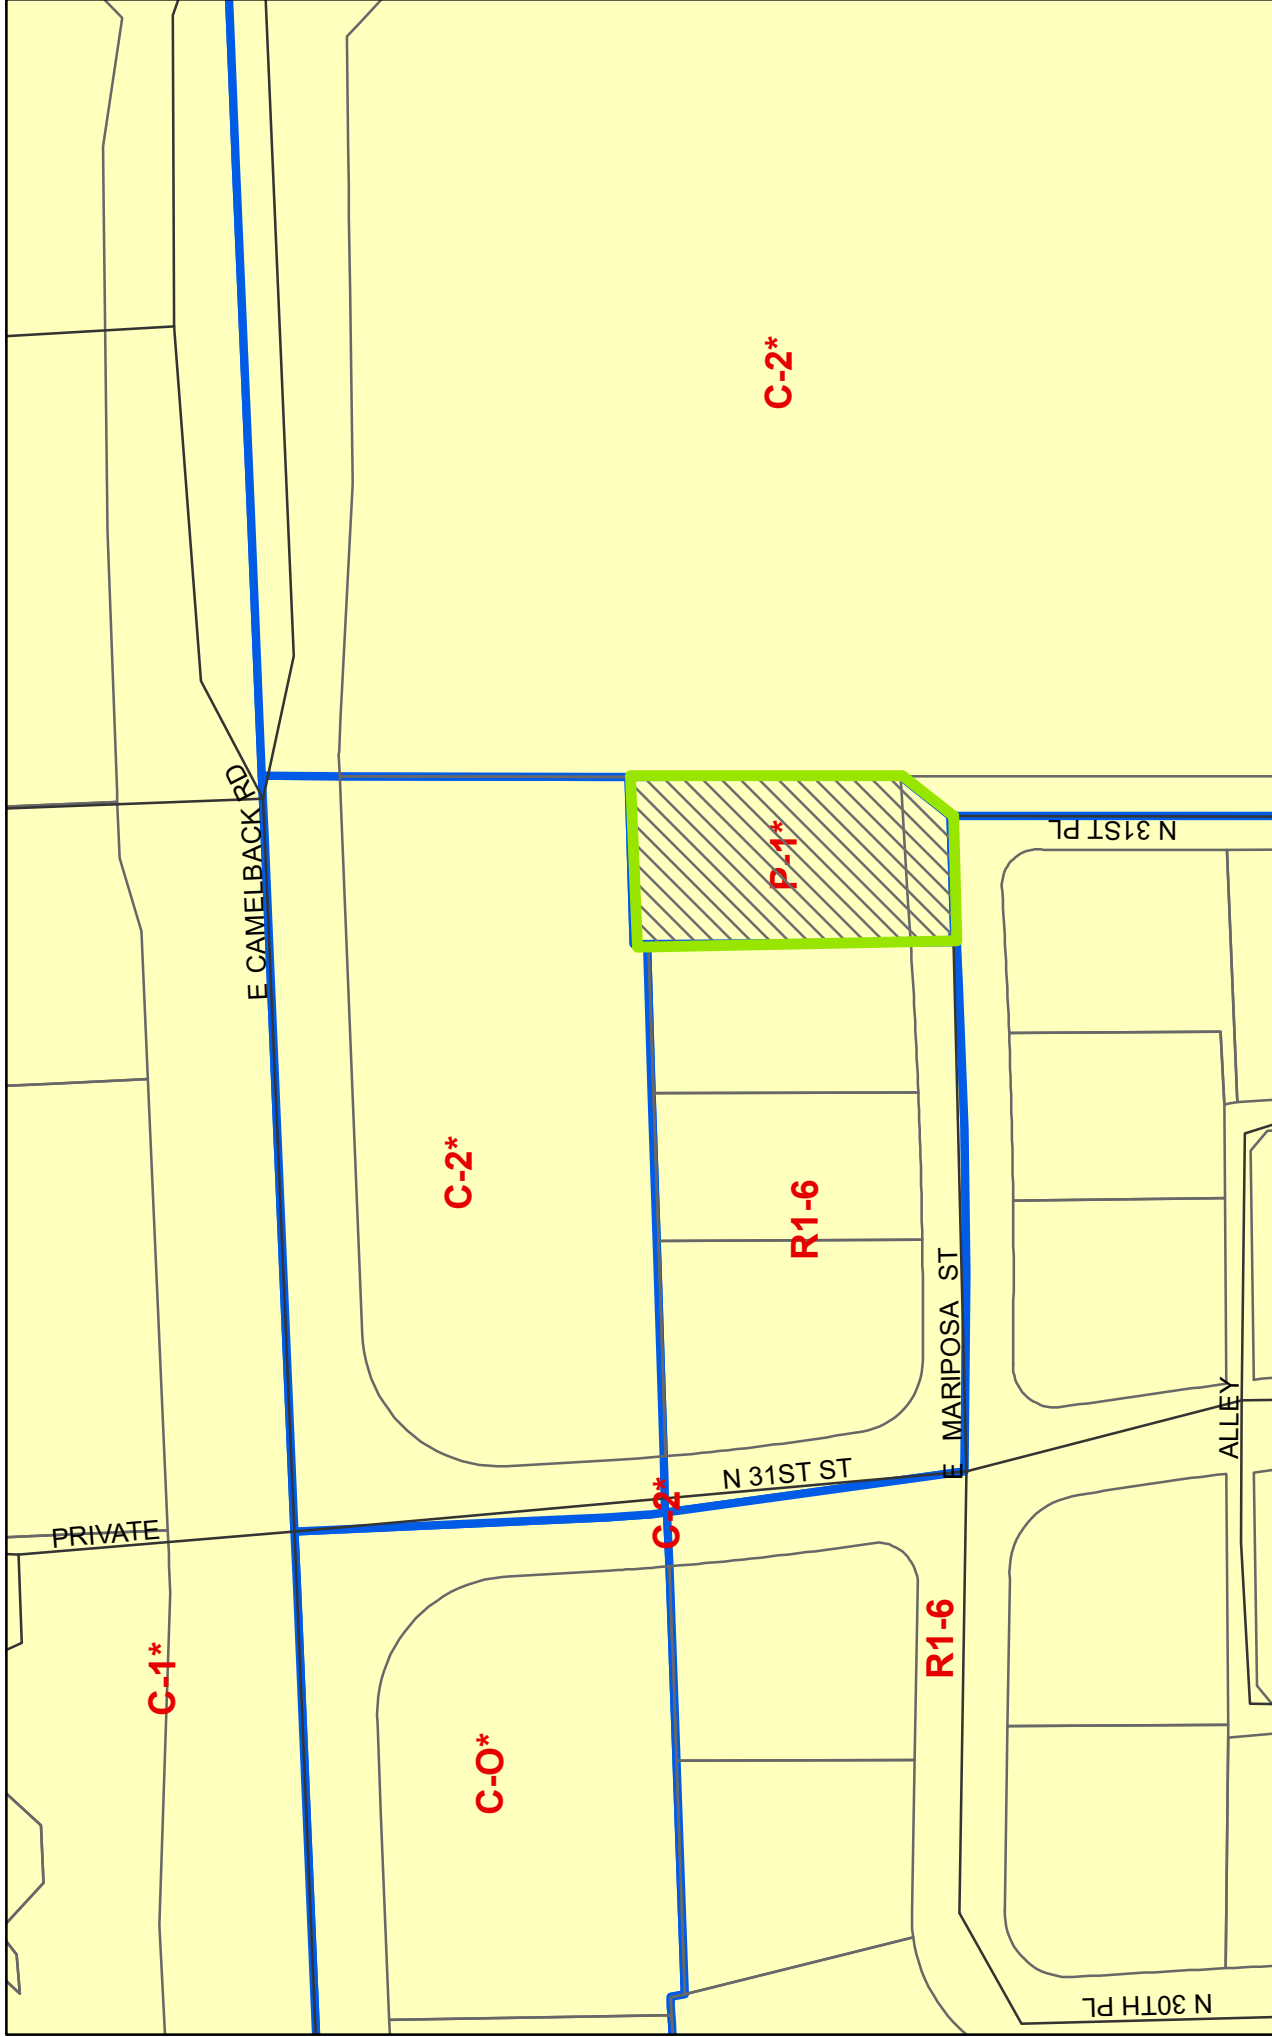 PRIVATE
C-1*
E CAMELBACK RD
C-O*
C-2*
C-2*
N 31ST ST
C-2*
P-1*
R1-6
E MARIPOSA ST
R1-6
N 31ST PL
ALLEY
N 30TH PL